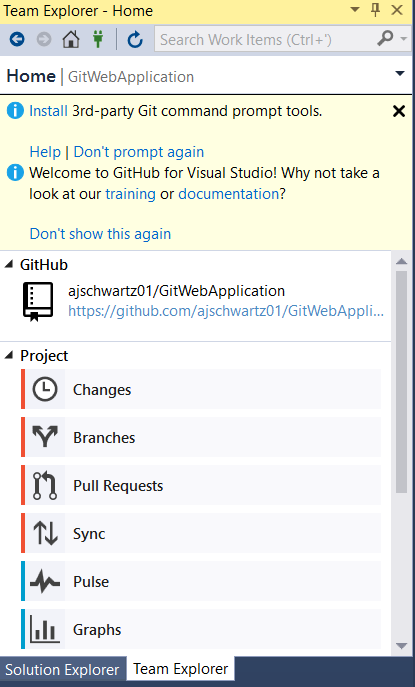 Team Explorer - Home
Search Work Items (Ctrl+')
Home | GitWebApplication
Install 3rd-party Git command prompt tools.
Help | Don't prompt again
Welcome to GitHub for Visual Studio! Why not take a
look at our training or documentation?
Don't show this again
GitHub
ajschwartz01/GitWebApplication
https://github.com/ajschwartz01/GitWebAppli...
Project
Changes
Branches
Pull Requests
Sync
Pulse
Graphs
Solution Explorer
Team Explorer